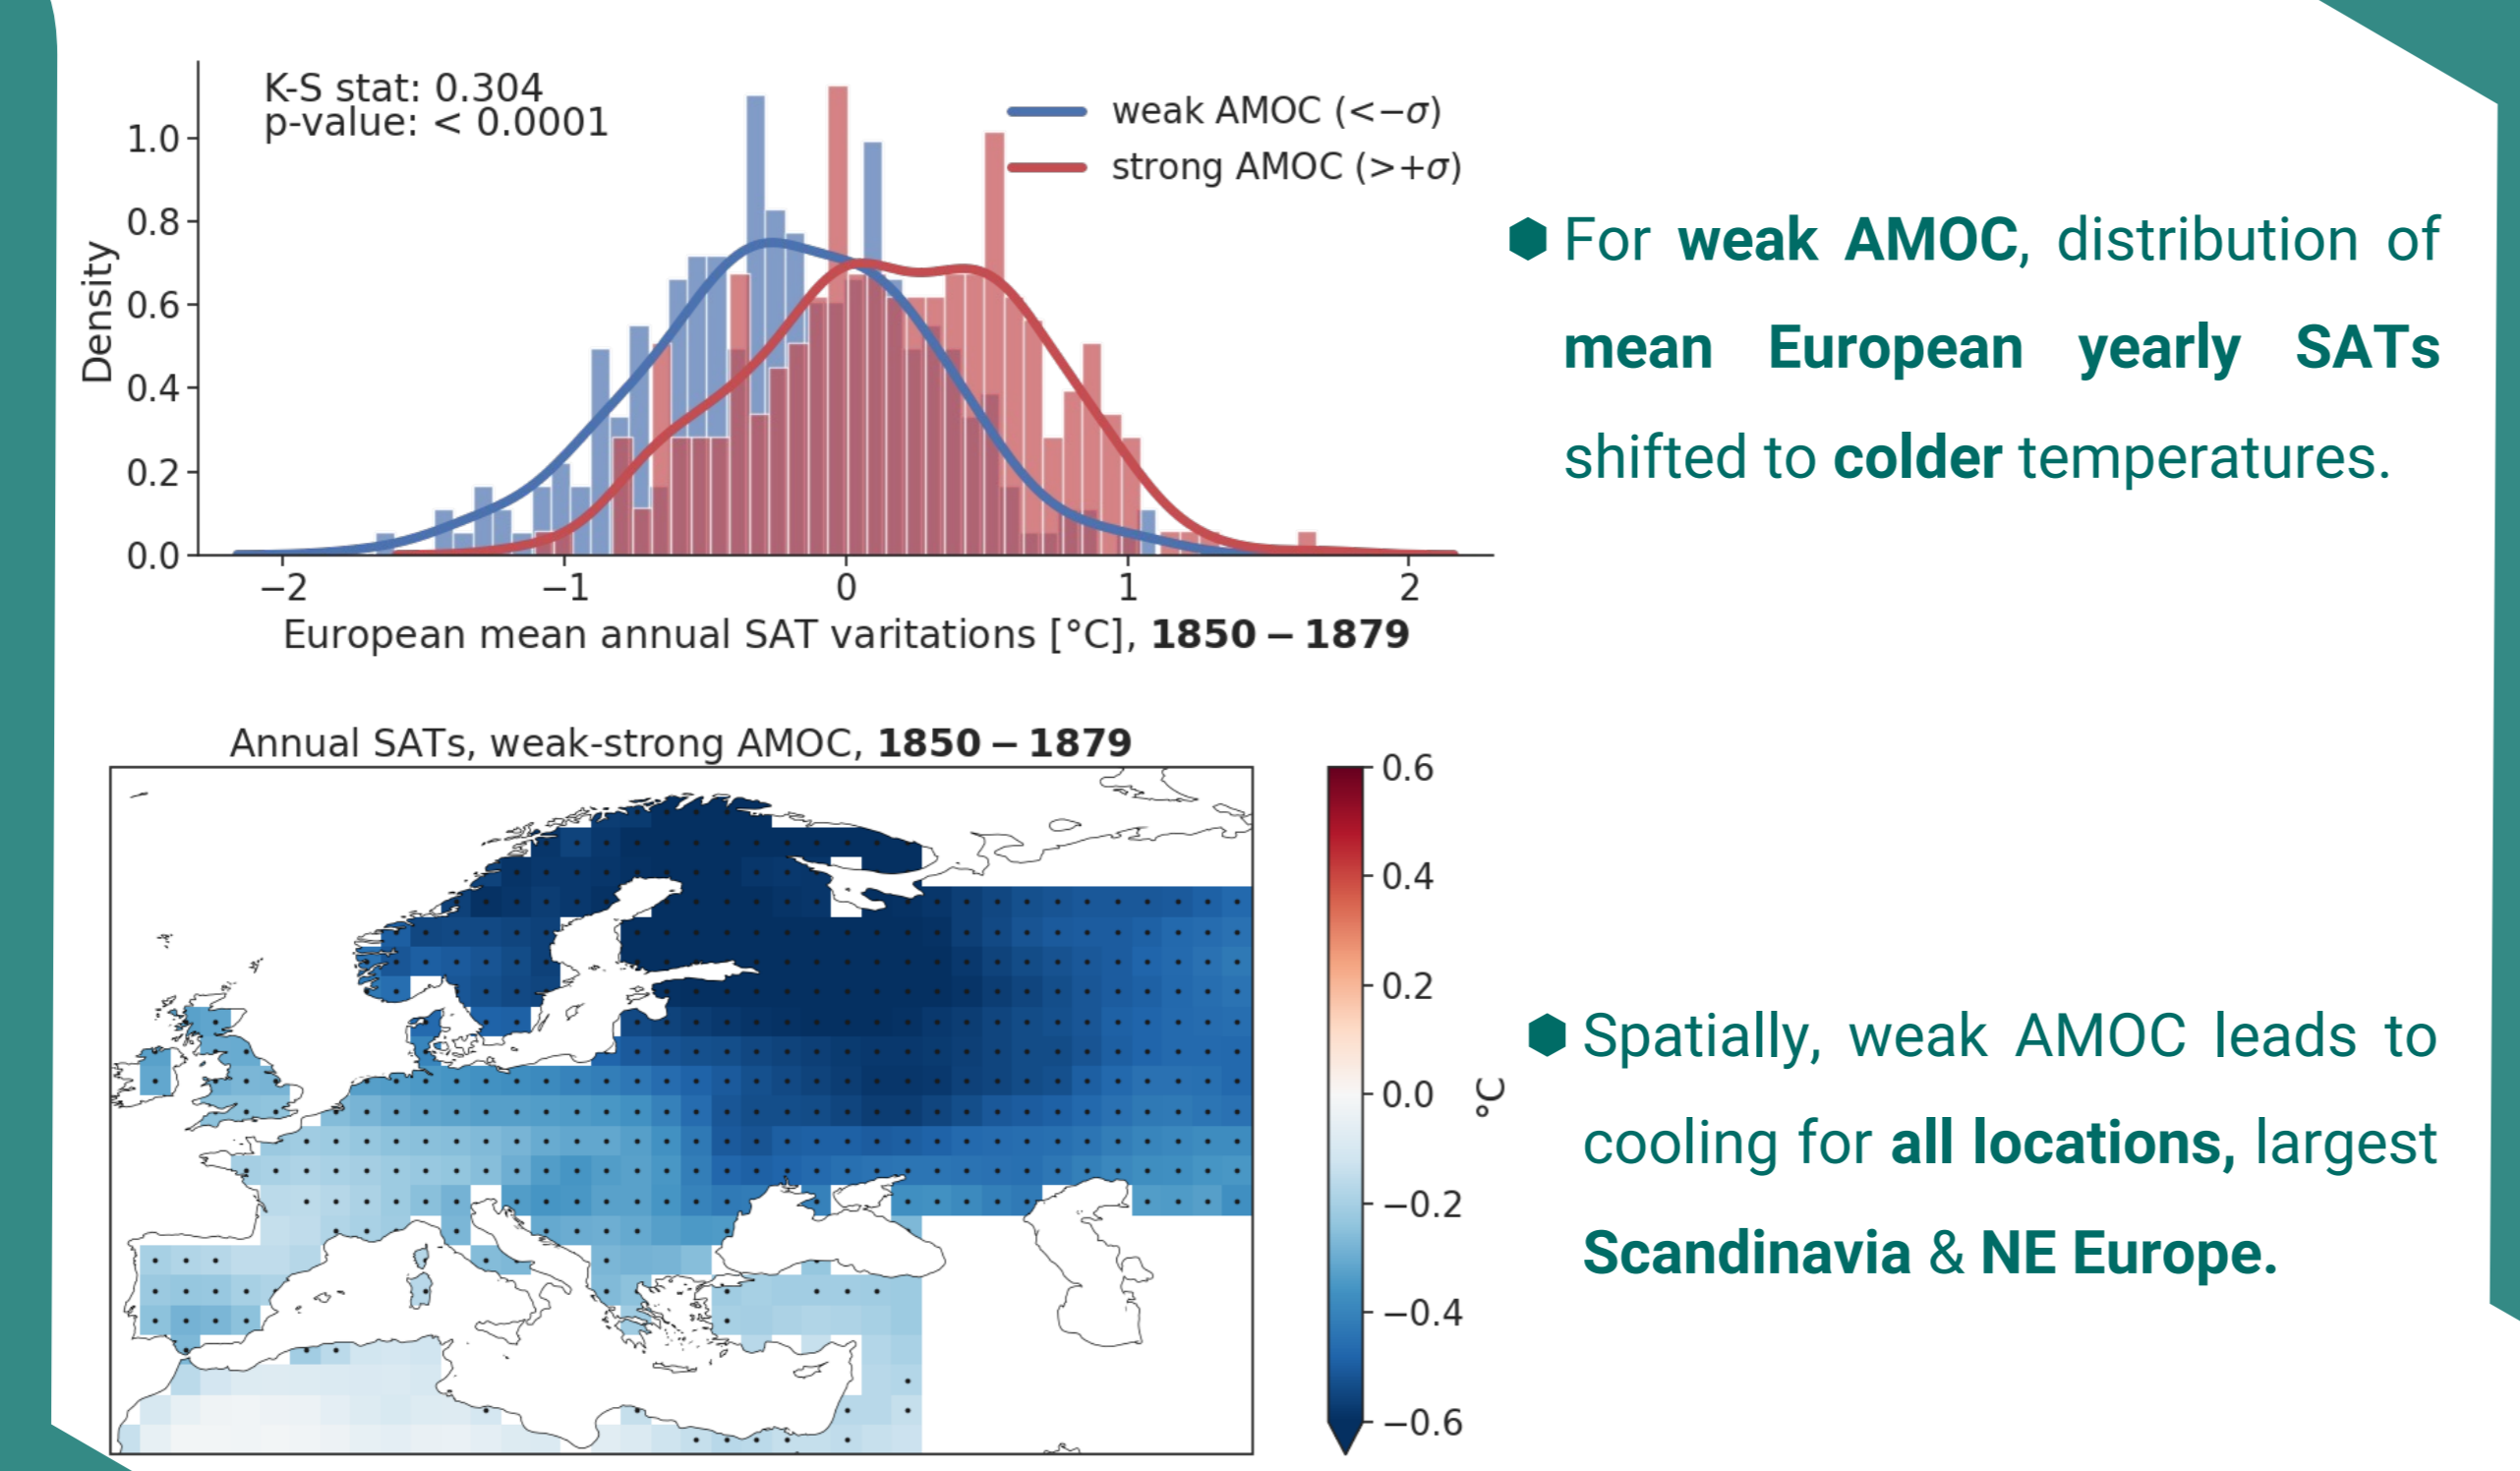 K-S stat: 0.304
p-value: < 0.0001
weak AMOC (<−σ)
strong AMOC (>+σ)
Density
1.0
0.8
0.6
0.4
0.2
0.0
−2
−1
0
1
2
European mean annual SAT varitations [°C], 1850 – 1879
For weak AMOC, distribution of
mean European yearly SATs
shifted to colder temperatures.
Annual SATs, weak-strong AMOC, 1850 – 1879
0.6
0.4
0.2
0.0
−0.2
−0.4
−0.6
°C
Spatially, weak AMOC leads to
cooling for all locations, largest
Scandinavia & NE Europe.